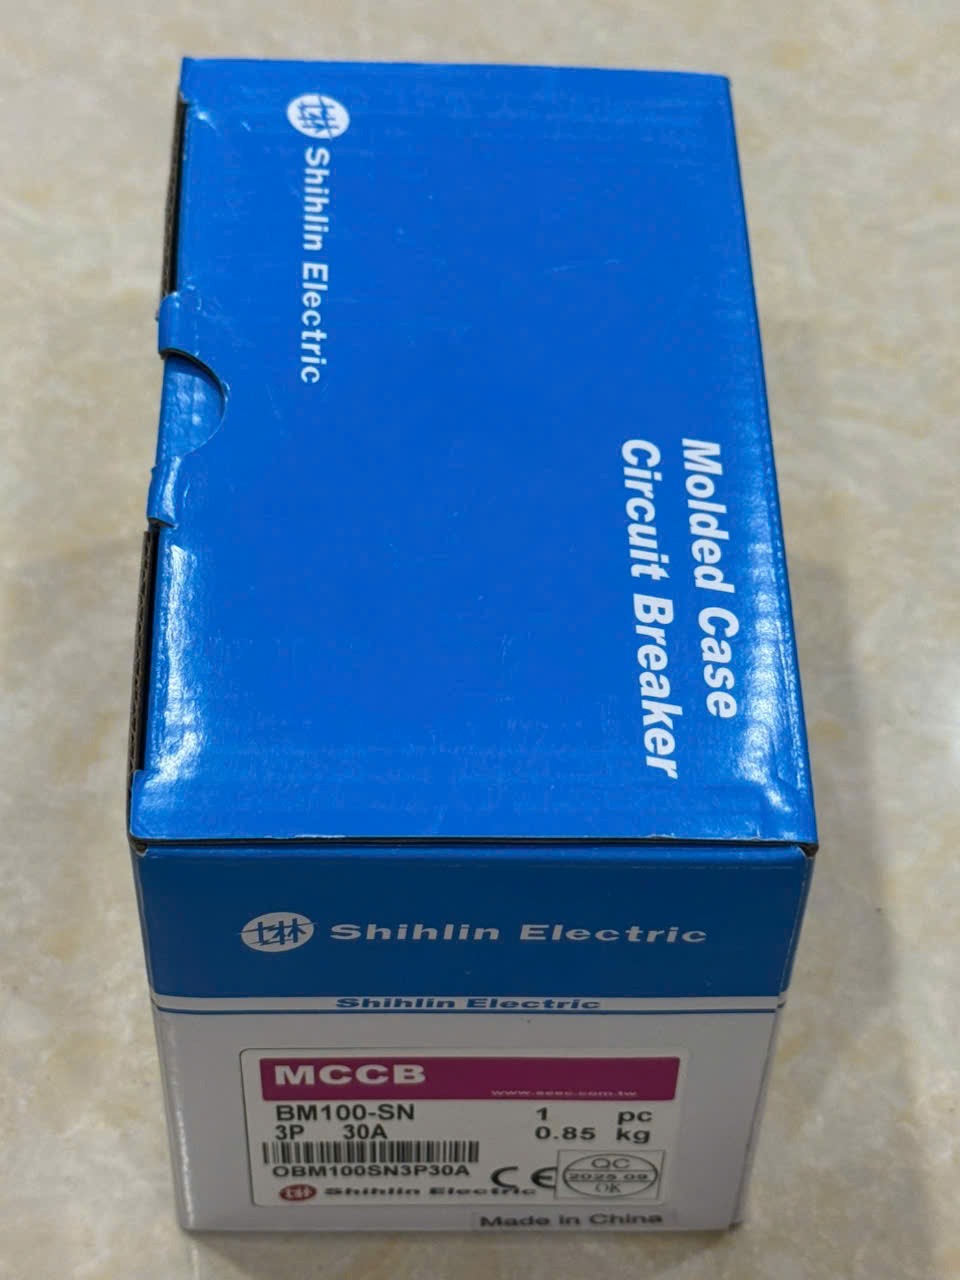 Shihlin Electric
Molded Case
Circuit Breaker
Shihlin Electric
Shihlin Electric
MCCB
www.seec.com.tw
BM100-SN 1 pc
3P 30A 0.85 kg
OBM100SN3P30A
CE
QC
2025 09
OK
Shihlin Electric
Made in China